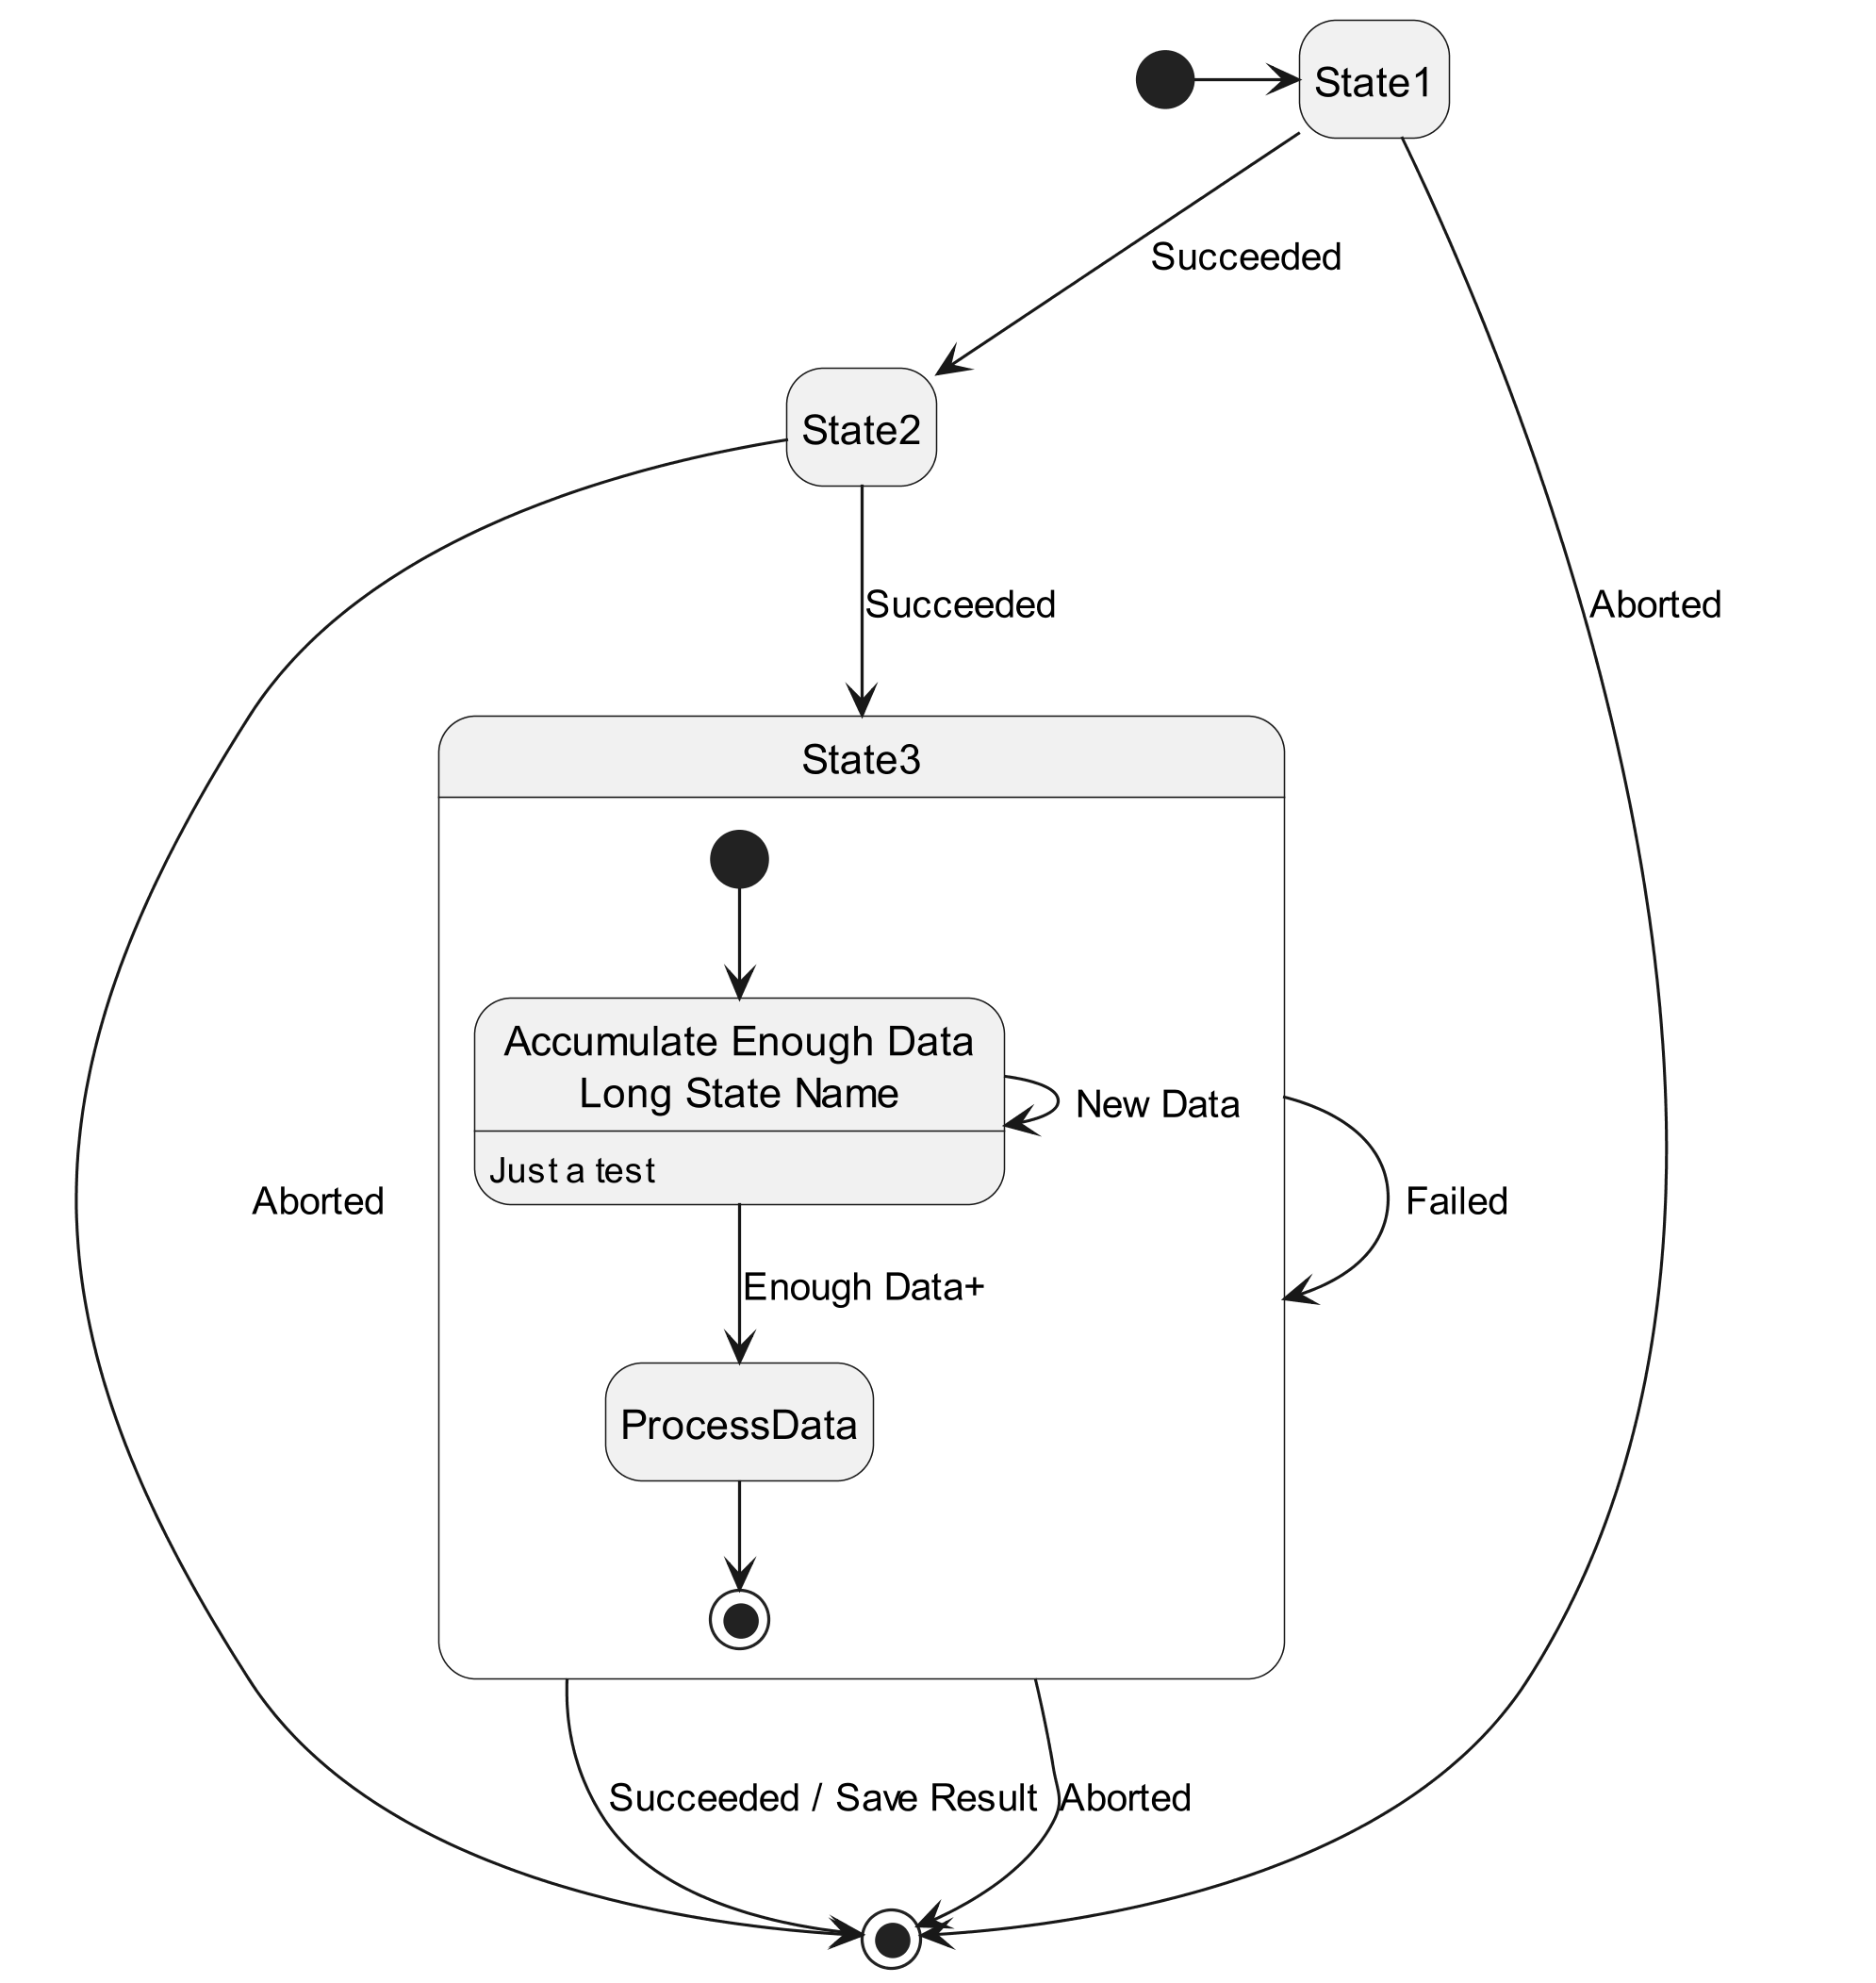 State1
Succeeded
State2
Succeeded
Aborted
State3
Accumulate Enough Data
Long State Name
New Data
Just a test
Aborted
Failed
Enough Data+
ProcessData
Succeeded / Save Result
Aborted